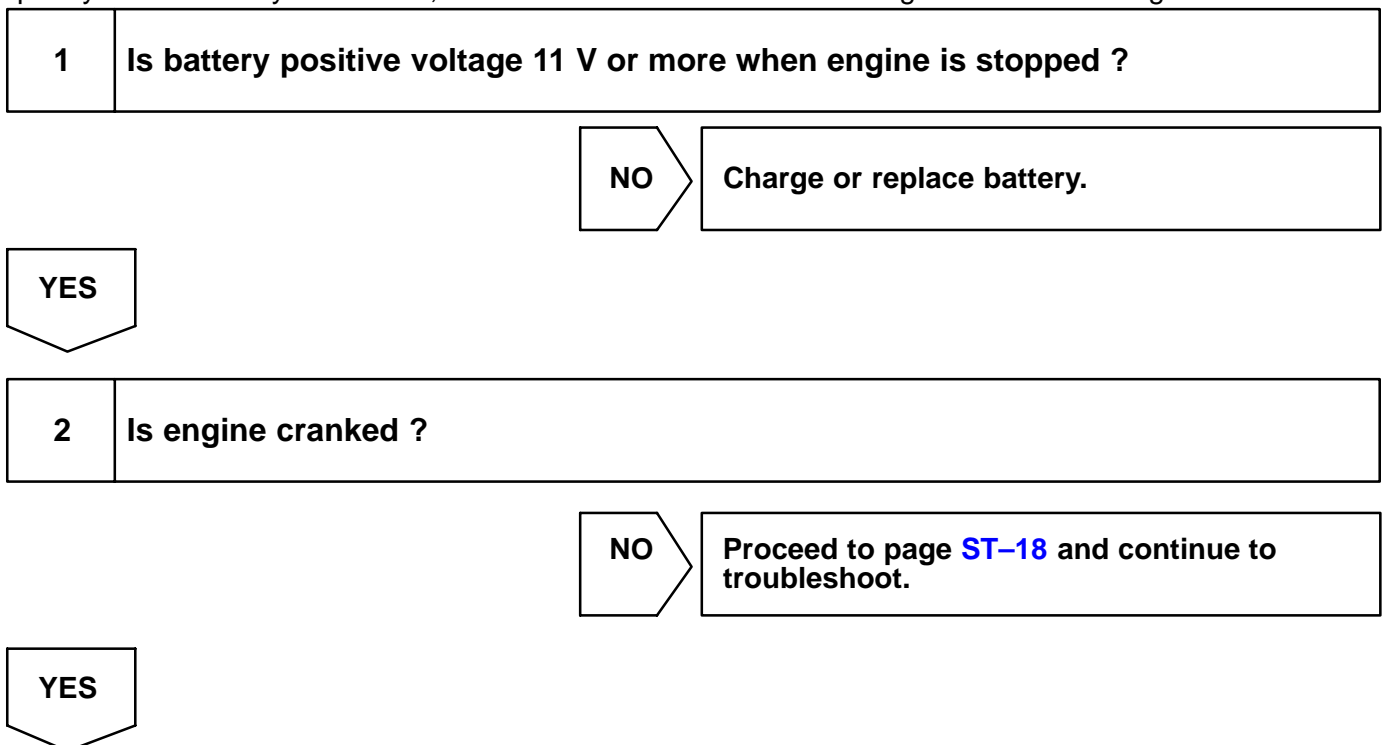 1 Is battery positive voltage 11 V or more when engine is stopped ?
NO Charge or replace battery.
YES
2 Is engine cranked ?
NO Proceed to page ST–18 and continue to
troubleshoot.
YES